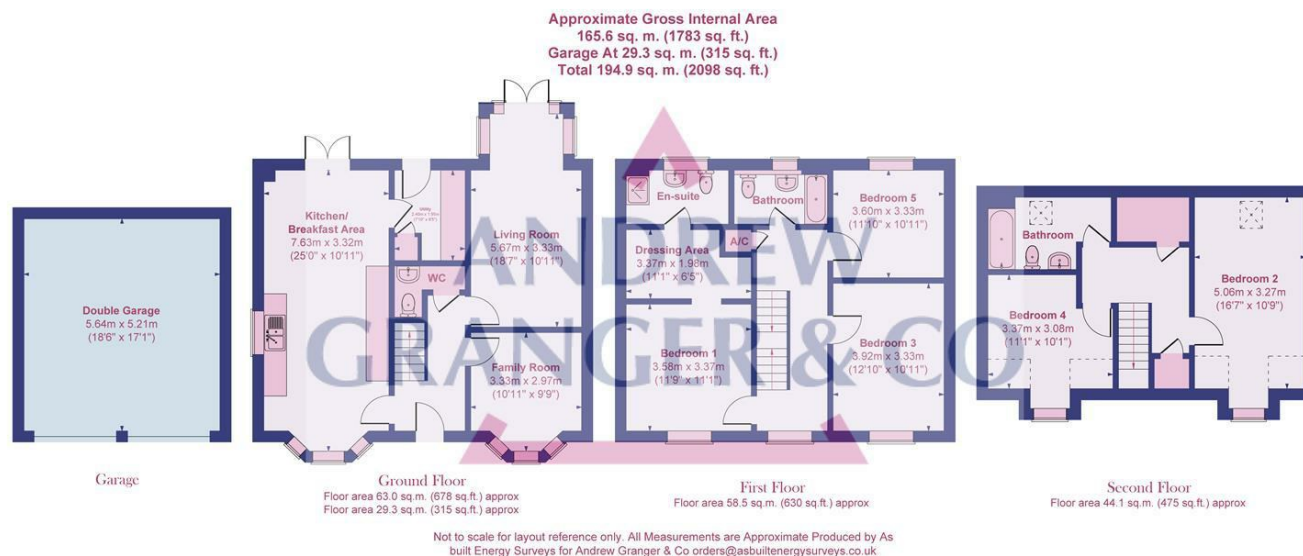 Approximate Gross Internal Area
165.6 sq. m. (1783 sq. ft.)
Garage At 29.3 sq. m. (315 sq. ft.)
Total 194.9 sq. m. (2098 sq. ft.)
Double Garage
5.64m x 5.21m
(18'6" x 17'1")
Garage
Kitchen/
Breakfast Area
7.63m x 3.32m
(25'0" x 10'11")
Utility
WC
Living Room
5.67m x 3.33m
(18'7" x 10'11")
Family Room
3.33m x 2.97m
(10'11" x 9'9")
Ground Floor
Floor area 63.0 sq.m. (678 sq.ft.) approx
Floor area 29.3 sq.m. (315 sq.ft.) approx
En-suite
Bathroom
Bedroom 5
3.60m x 3.33m
(11'10" x 10'11")
Dressing Area
3.37m x 1.98m
(11'1" x 6'5")
A/C
Bedroom 1
3.58m x 3.37m
(11'9" x 11'1")
Bedroom 3
3.92m x 3.33m
(12'10" x 10'11")
First Floor
Floor area 58.5 sq.m. (630 sq.ft.) approx
Bathroom
Bedroom 2
5.06m x 3.27m
(16'7" x 10'9")
Bedroom 4
3.37m x 3.08m
(11'1" x 10'1")
Second Floor
Floor area 44.1 sq.m. (475 sq.ft.) approx
ANDREW
GRANGER & CO
Not to scale for layout reference only. All Measurements are Approximate Produced by As
built Energy Surveys for Andrew Granger & Co orders@asbuiltenergysurveys.co.uk